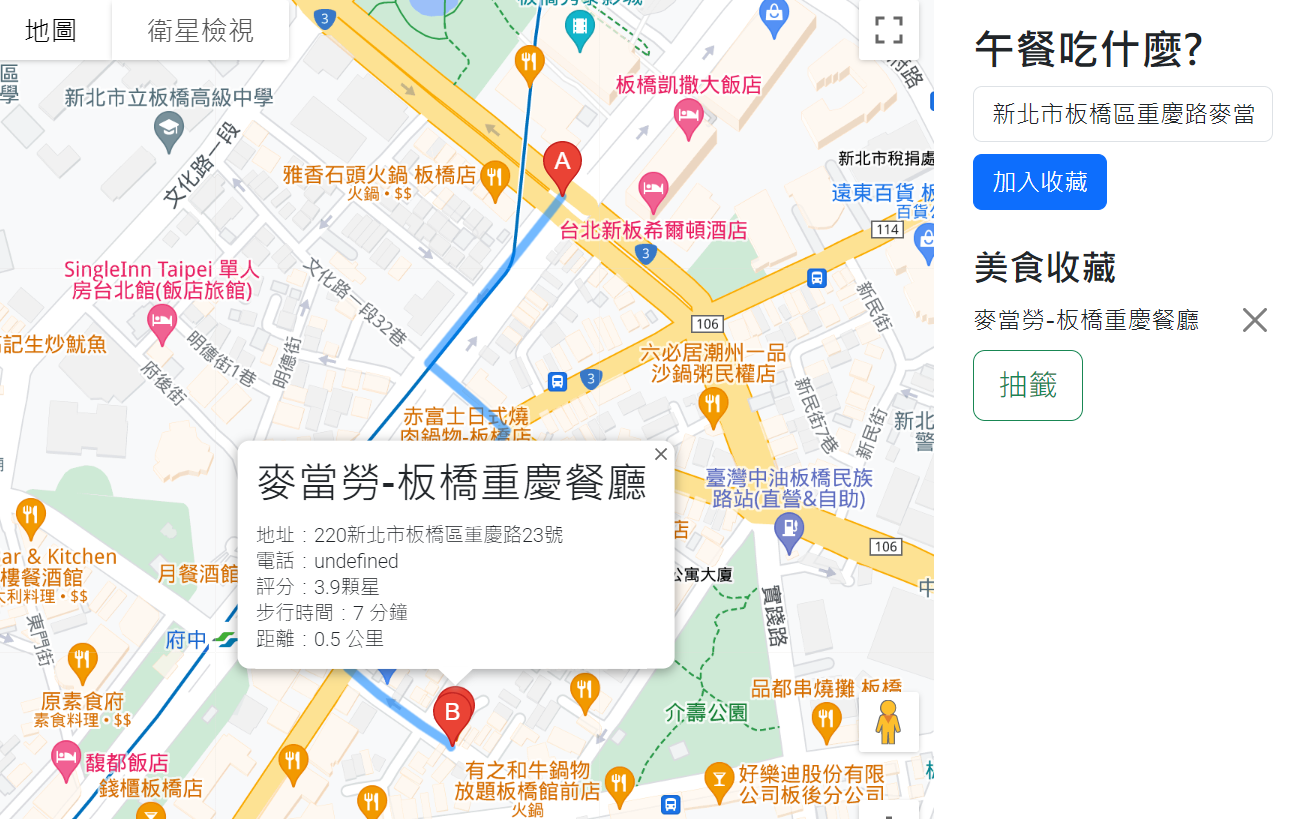 地圖
衛星檢視
3
板橋凱撒大飯店
新北市立板橋高級中學
文化路一段
A
雅香石頭火鍋 板橋店
火鍋•$$
新北市稅捐處
遠東百貨 板
百貨公
台北新板希爾頓酒店
114
3
SingleInn Taipei 單人
房台北館(飯店旅館)
文化路一段32巷
新民街
106
明德街1巷
明德街
府後街
記生炒魷魚
3
六必居潮州一品
沙鍋粥民權店
新民街7巷
新民街
赤富士日式燒
肉鍋物-板橋店
新北
警
麥當勞-板橋重慶餐廳
地址 : 220新北市板橋區重慶路23號
電話 : undefined
評分 : 3.9顆星
步行時間 : 7 分鐘
距離 : 0.5 公里
臺灣中油板橋民族
路站(直營&自助)
店
106
公寓大廈
中
ar & Kitchen
樓餐酒館
大利料理•$$
月餐酒館
東門街
府中
實踐路
原素食府
素食料理•$$
B
品都串燒攤 板橋
介壽公園
馥都飯店
錢櫃板橋店
有之和牛鍋物
放題板橋館前店
火鍋
好樂迪股份有限
公司板後分公司
午餐吃什麼?
新北市板橋區重慶路麥當
加入收藏
美食收藏
麥當勞-板橋重慶餐廳
抽籤